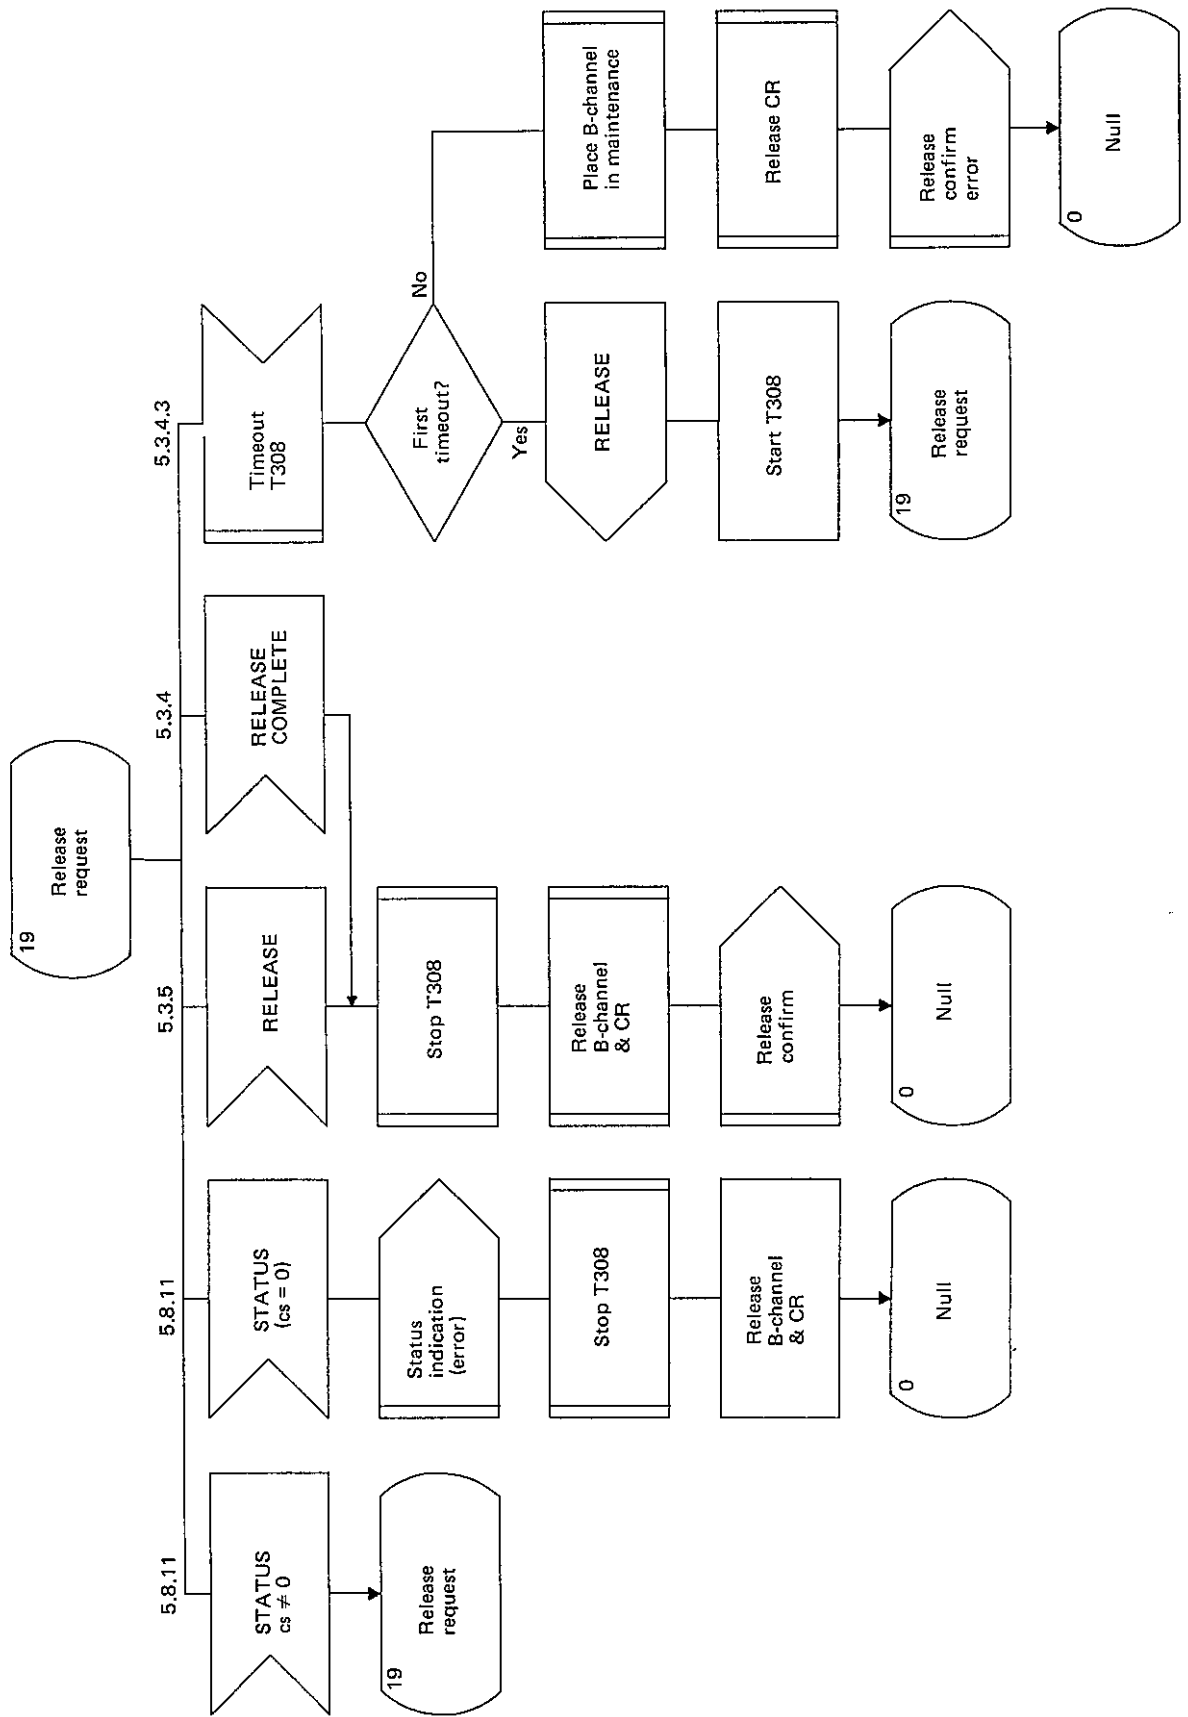 19
Release
request
5.8.11
STATUS
cs ≠ 0
19
Release
request
5.8.11
STATUS
(cs = 0)
Status
indication
(error)
Stop T308
Release
B-channel
& CR
0
Null
5.3.5
RELEASE
Stop T308
Release
B-channel
& CR
Release
confirm
0
Null
5.3.4
RELEASE
COMPLETE
5.3.4.3
Timeout
T308
First
timeout?
Yes
No
RELEASE
Start T308
19
Release
request
Place B-channel
in maintenance
Release CR
Release
confirm
error
0
Null